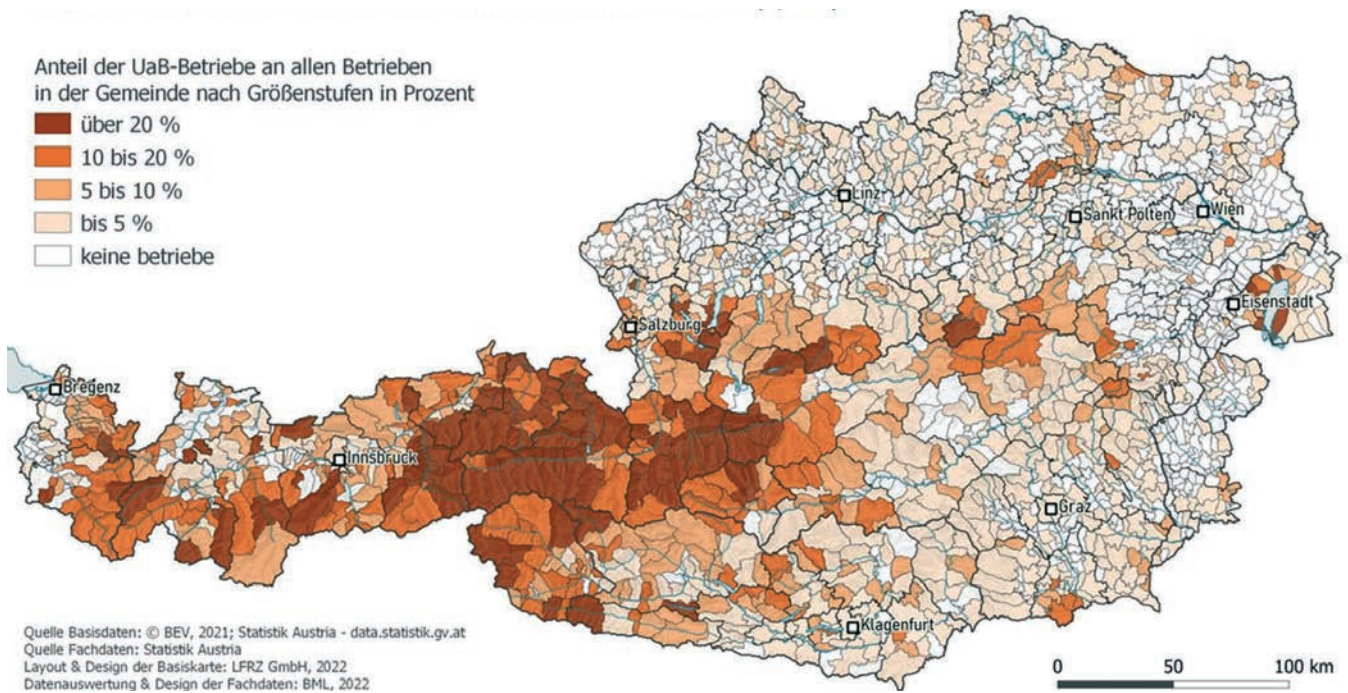 Anteil der UaB-Betriebe an allen Betrieben
in der Gemeinde nach Größenstufen in Prozent
über 20 %
10 bis 20 %
5 bis 10 %
bis 5 %
keine betriebe
Linz
Sankt Pölten
Wien
Eisenstadt
Salzburg
Bregenz
Innsbruck
Graz
Klagenfurt
Quelle Basisdaten: © BEV, 2021; Statistik Austria - data.statistik.gv.at
Quelle Fachdaten: Statistik Austria
Layout & Design der Basiskarte: LFRZ GmbH, 2022
Datenauswertung & Design der Fachdaten: BML, 2022
0 50 100 km